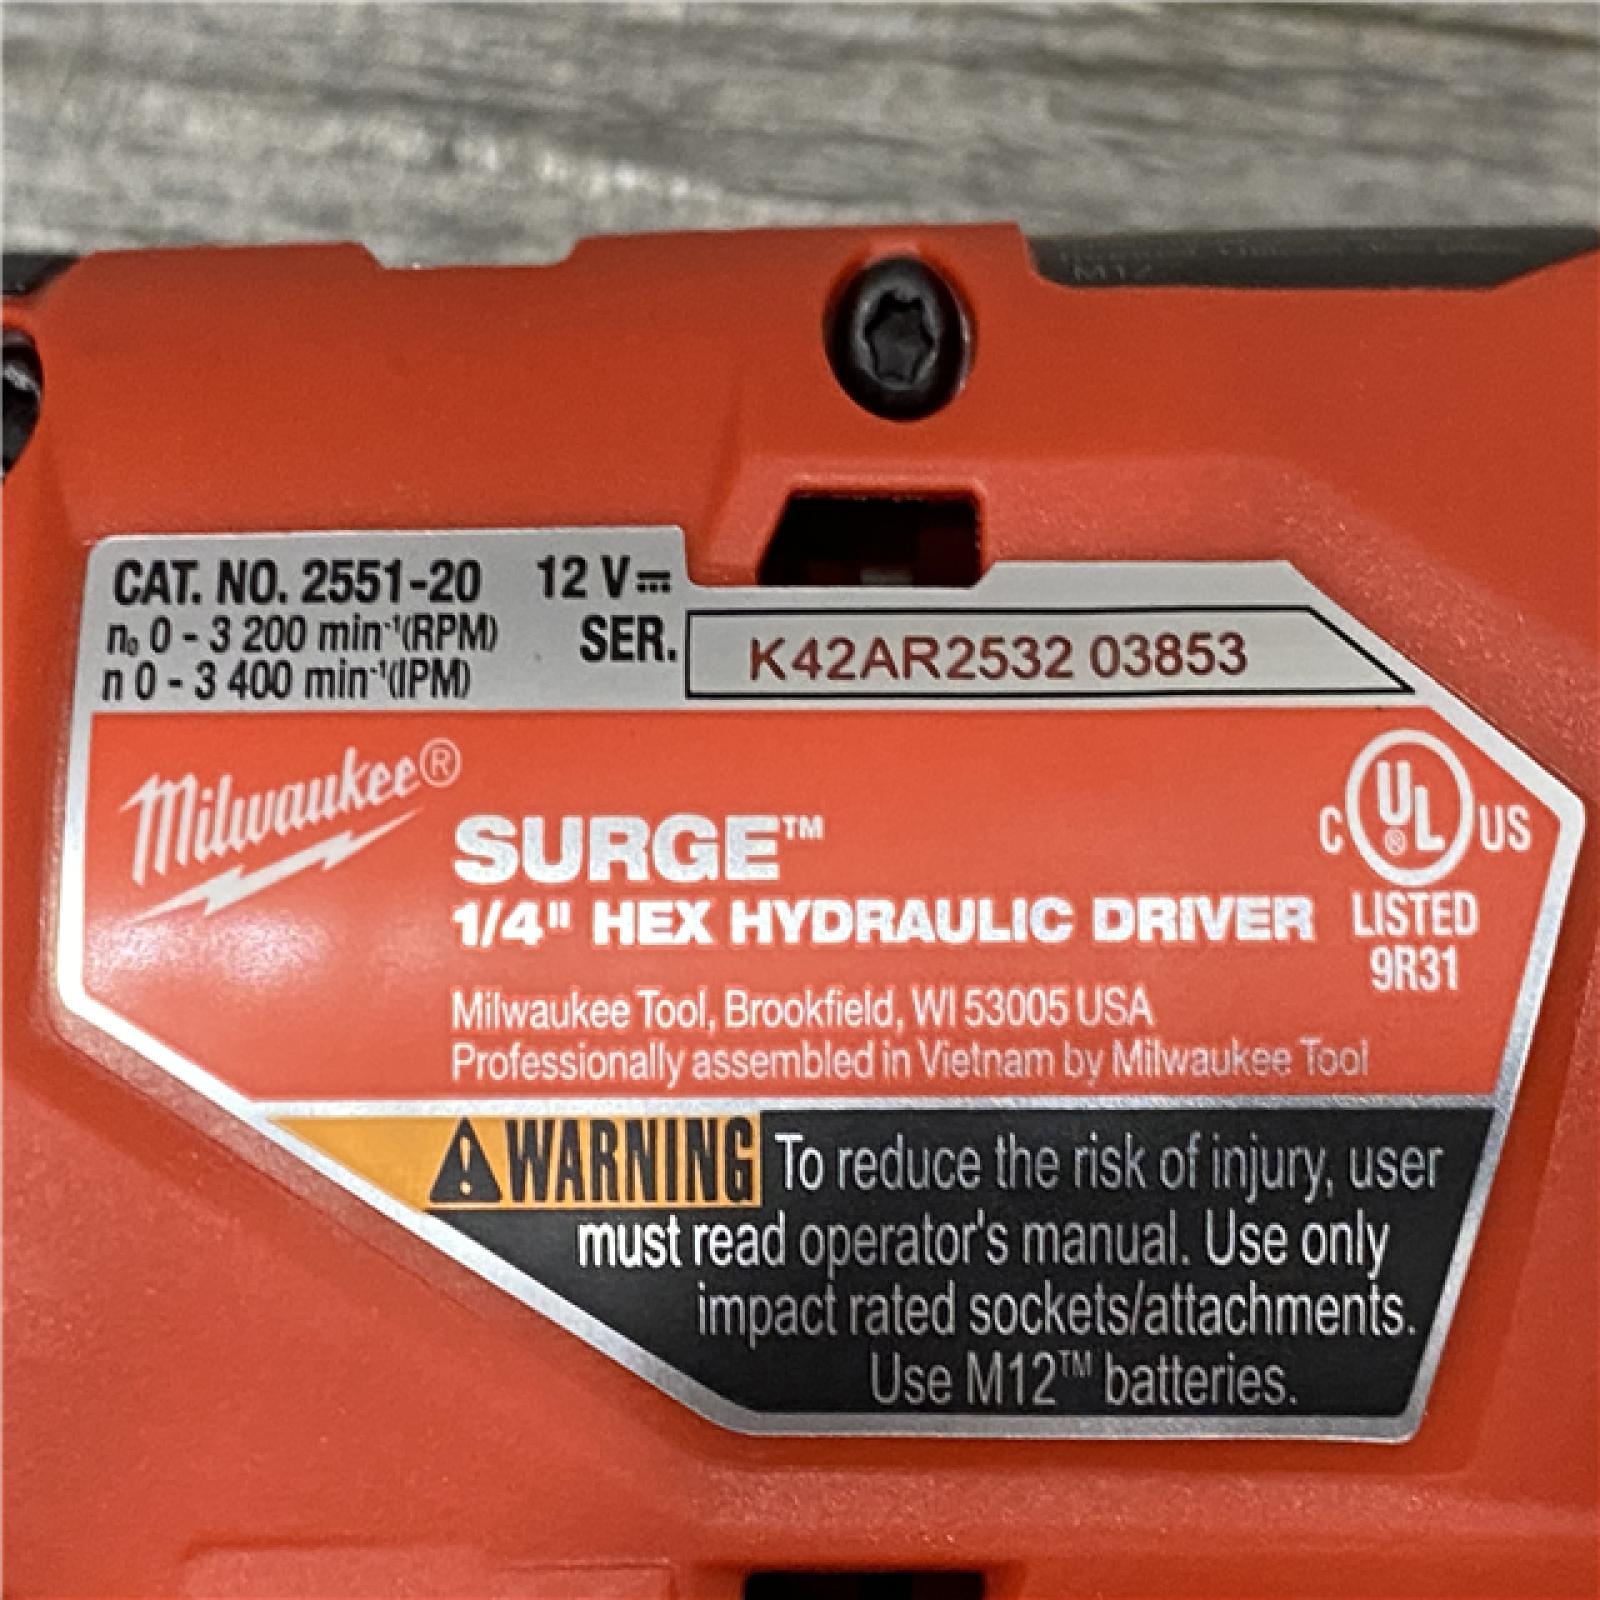 M12
CAT. NO. 2551-20 12 V⎓
n₀ 0 - 3 200 min⁻¹(RPM)
SER. K42AR2532 03853
n 0 - 3 400 min⁻¹(IPM)
Milwaukee®
SURGE™
1/4" HEX HYDRAULIC DRIVER
C UL® US
LISTED
9R31
Milwaukee Tool, Brookfield, WI 53005 USA
Professionally assembled in Vietnam by Milwaukee Tool
WARNING To reduce the risk of injury, user
must read operator's manual. Use only
impact rated sockets/attachments.
Use M12™ batteries.